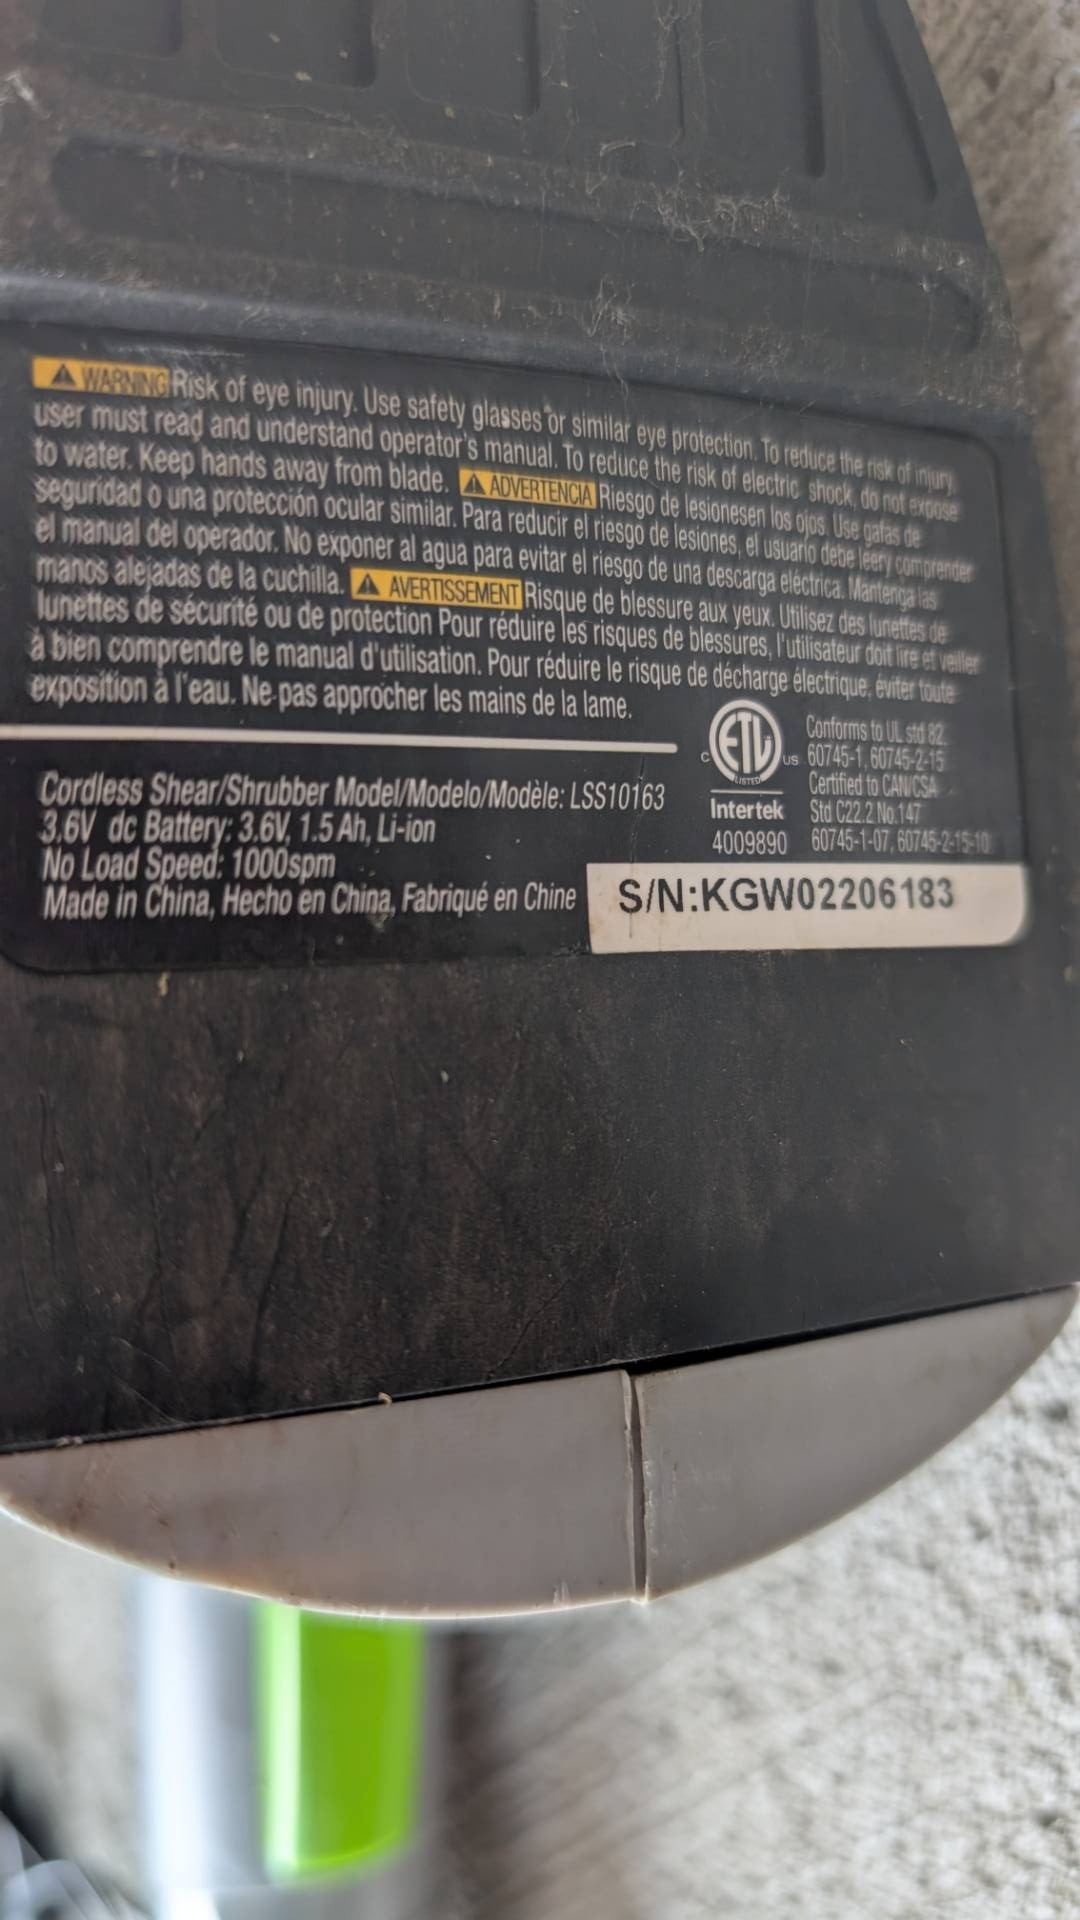 WARNING Risk of eye injury. Use safety glasses or similar eye protection. To reduce the risk of injury,
user must read and understand operator's manual. To reduce the risk of electric shock, do not expose
to water. Keep hands away from blade. ADVERTENCIA Riesgo de lesionesen los ojos. Use gafas de
seguridad o una protección ocular similar. Para reducir el riesgo de lesiones, el usuario debe leery comprender
el manual del operador. No exponer al agua para evitar el riesgo de una descarga eléctrica. Mantenga las
manos alejadas de la cuchilla. AVERTISSEMENT Risque de blessure aux yeux. Utilisez des lunettes de
lunettes de sécurité ou de protection Pour réduire les risques de blessures, l'utilisateur doit lire et veiller
à bien comprendre le manual d'utilisation. Pour réduire le risque de décharge électrique, éviter toute
exposition à l'eau. Ne pas approcher les mains de la lame.
C ETL US
LISTED
Intertek
4009890
Conforms to UL std 82
60745-1, 60745-2-15
Certified to CAN/CSA
Std C22.2 No.147
60745-1-07, 60745-2-15-10
Cordless Shear/Shrubber Model/Modelo/Modèle: LSS10163
3.6V dc Battery: 3.6V, 1.5 Ah, Li-ion
No Load Speed: 1000spm
Made in China, Hecho en China, Fabriqué en Chine
S/N:KGW02206183